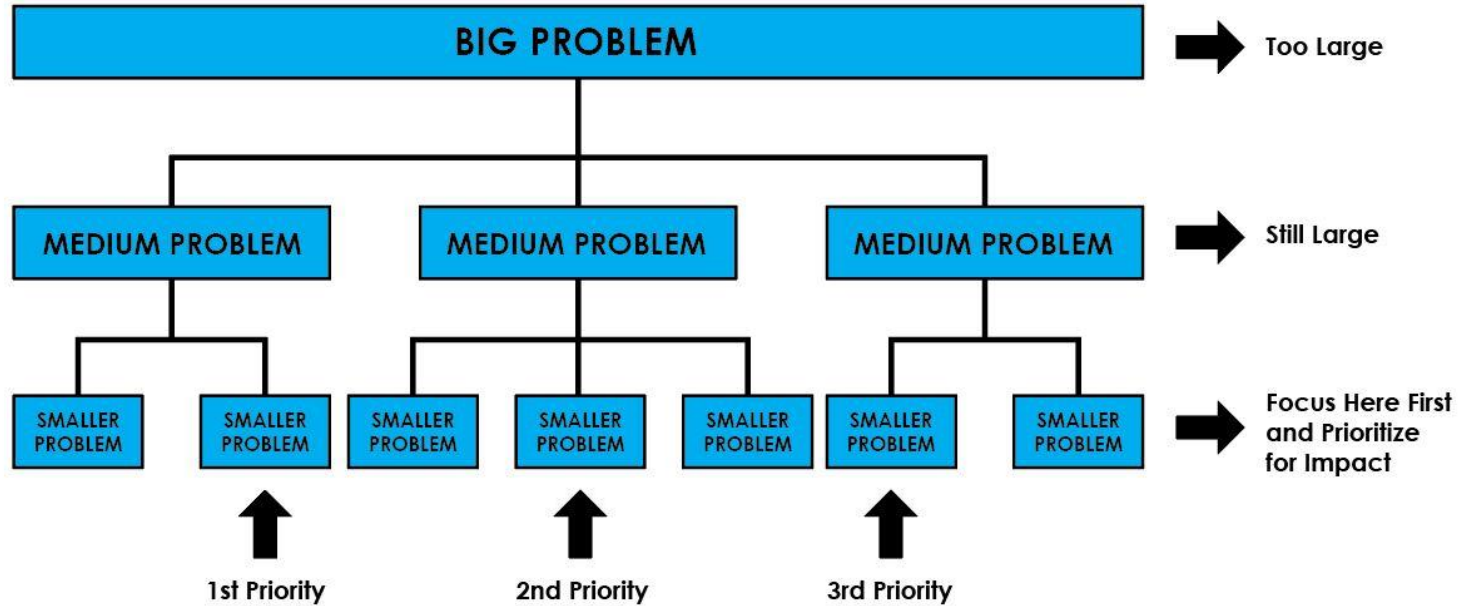 BIG PROBLEM
Too Large
MEDIUM PROBLEM
MEDIUM PROBLEM
MEDIUM PROBLEM
Still Large
SMALLER
PROBLEM
SMALLER
PROBLEM
SMALLER
PROBLEM
SMALLER
PROBLEM
SMALLER
PROBLEM
SMALLER
PROBLEM
SMALLER
PROBLEM
Focus Here First
and Prioritize
for Impact
1st Priority
2nd Priority
3rd Priority